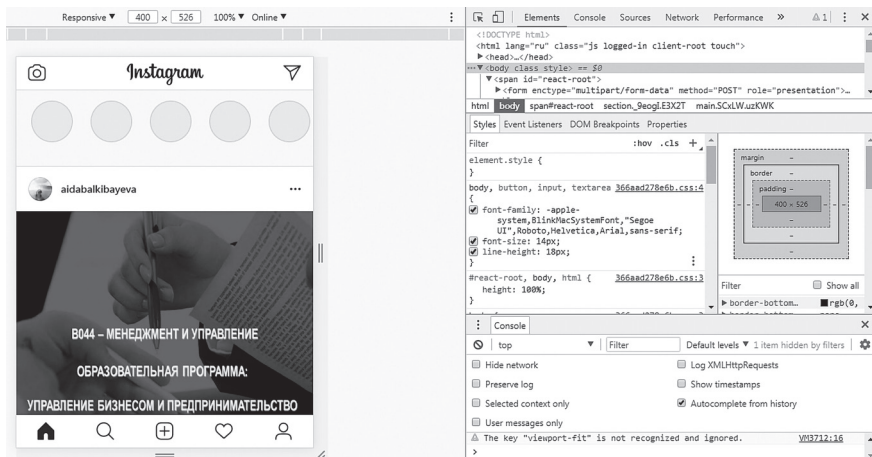 Responsive ▼ 400 x 526 100% ▼ Online ▼
Instagram
aidabalkibayeva
B044 – МЕНЕДЖМЕНТ И УПРАВЛЕНИЕ
ОБРАЗОВАТЕЛЬНАЯ ПРОГРАММА:
УПРАВЛЕНИЕ БИЗНЕСОМ И ПРЕДПРИНИМАТЕЛЬСТВО
Elements Console Sources Network Performance » 1
<!DOCTYPE html>
<html lang="ru" class="js logged-in client-root touch">
▶<head>…</head>
…▼<body class style> == $0
▼<span id="react-root">
▶<form enctype="multipart/form-data" method="POST" role="presentation">…
html body span#react-root section._9eogI.E3X2T main.SCxLW.uzKWK
Styles Event Listeners DOM Breakpoints Properties
Filter :hov .cls +
element.style {
}
body, button, input, textarea 366aad278e6b.css:4
{
font-family: -apple-
system,BlinkMacSystemFont,"Segoe
UI",Roboto,Helvetica,Arial,sans-serif;
font-size: 14px;
line-height: 18px;
}
#react-root, body, html { 366aad278e6b.css:3
height: 100%;
}
margin –
border –
padding –
400 × 526
Filter Show all
▶ border-bottom… rgb(0,
Console
top ▼ Filter Default levels ▼ 1 item hidden by filters
Hide network
Log XMLHttpRequests
Preserve log
Show timestamps
Selected context only
Autocomplete from history
User messages only
The key "viewport-fit" is not recognized and ignored. VM3712:16
>